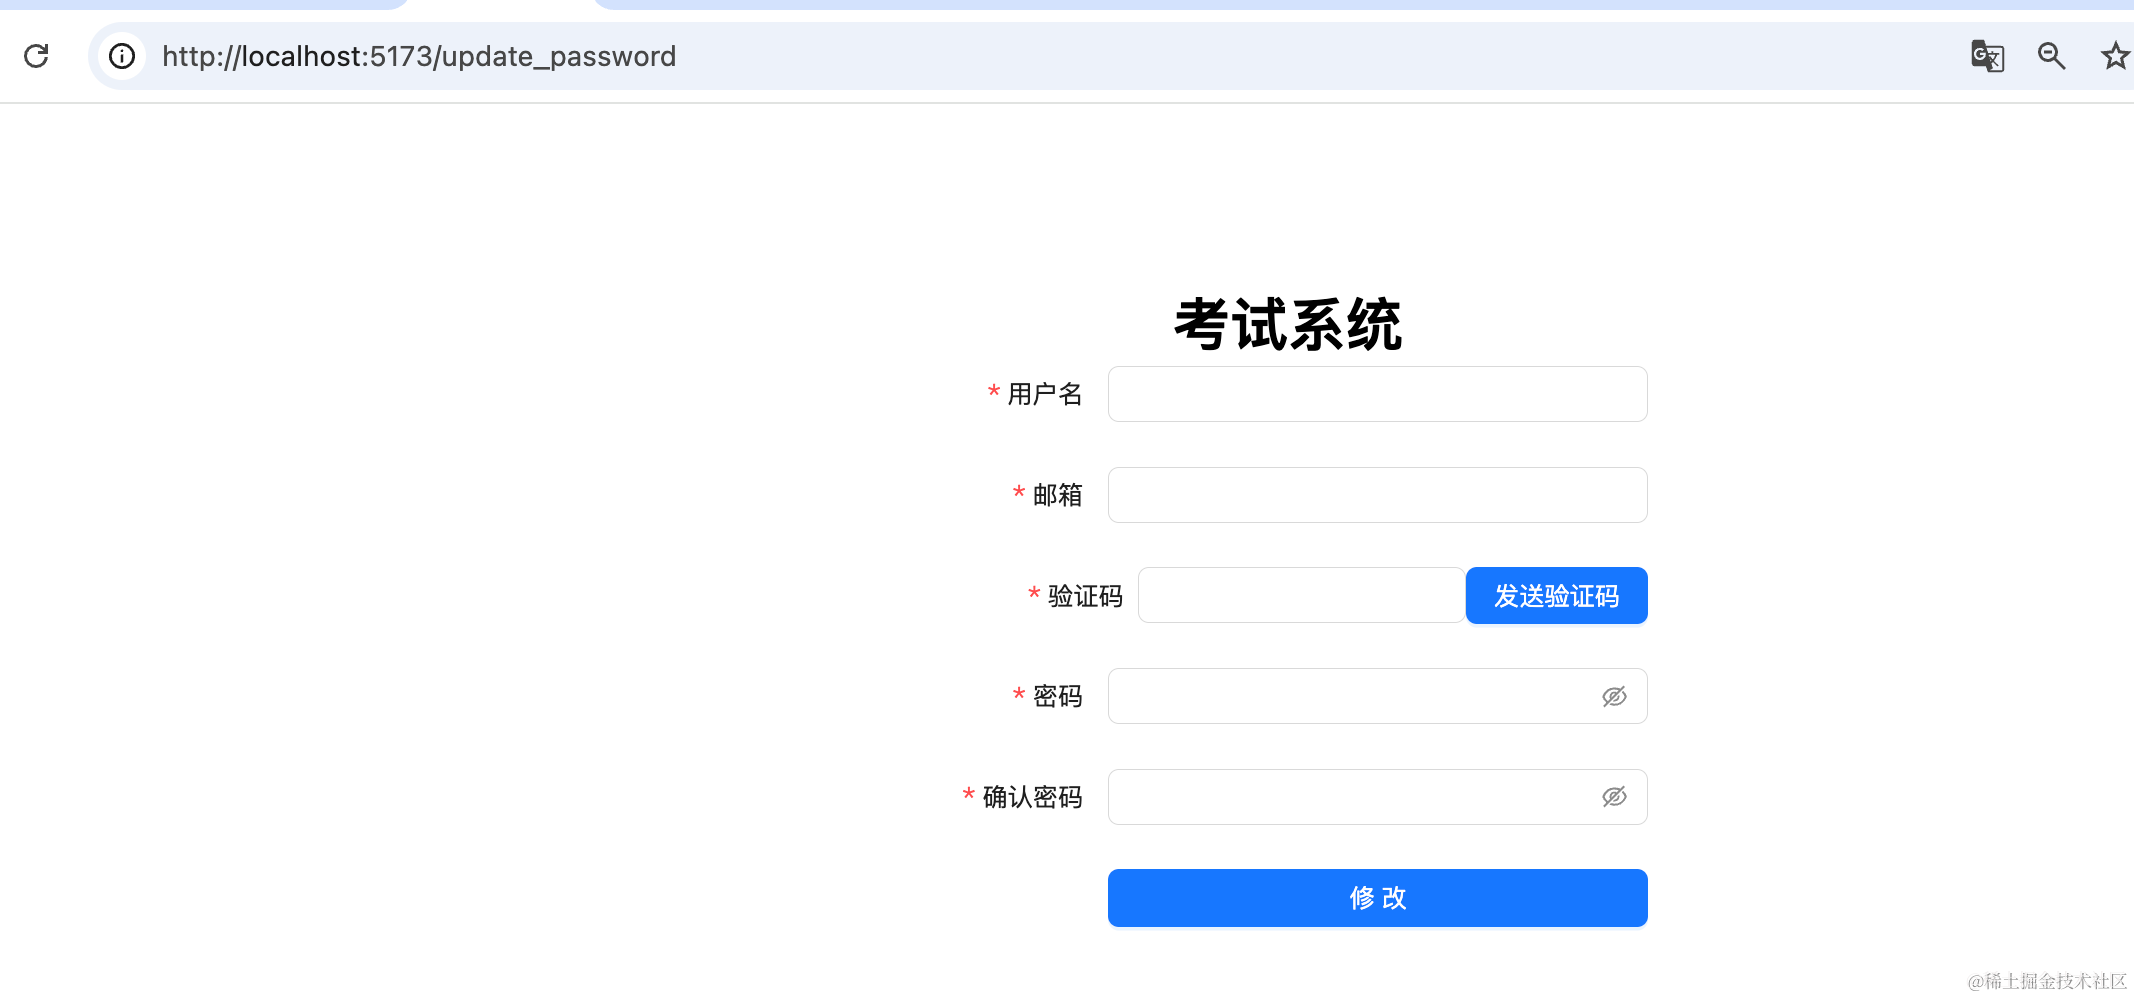 http://localhost:5173/update_password
考试系统
* 用户名
* 邮箱
* 验证码 发送验证码
* 密码
* 确认密码
修 改
@稀土掘金技术社区